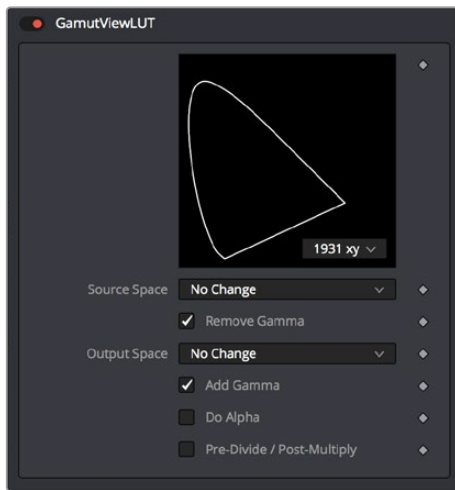 GamutViewLUT
1931 xy
Source Space No Change
Remove Gamma
Output Space No Change
Add Gamma
Do Alpha
Pre-Divide / Post-Multiply